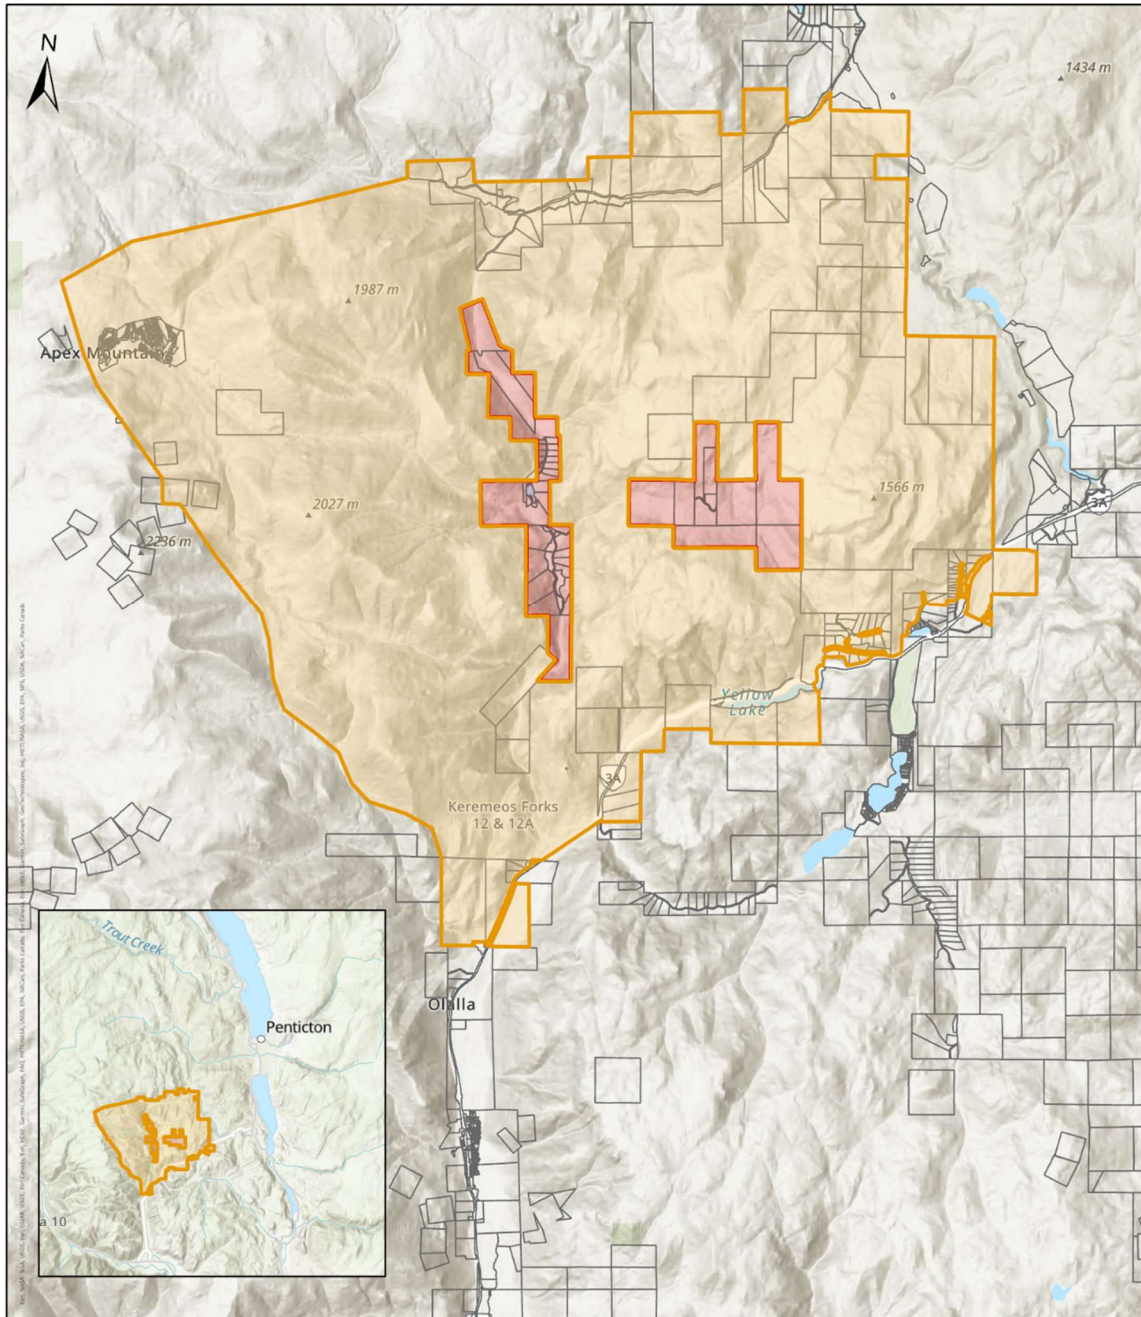 N
1434 m
1987 m
Apex Mountain
3A
2027 m
1566 m
2236 m
Yellow
Lake
3A
Keremeos Forks
12 & 12A
Olalla
Trout Creek
Penticton
a 10